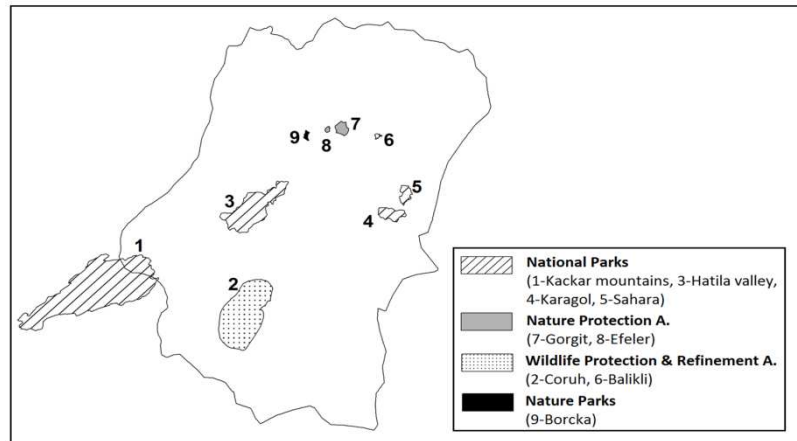 7
9
8
6
5
3
4
1
2
National Parks
(1-Kackar mountains, 3-Hatila valley,
4-Karagol, 5-Sahara)
Nature Protection A.
(7-Gorgit, 8-Efeler)
Wildlife Protection & Refinement A.
(2-Coruh, 6-Balikli)
Nature Parks
(9-Borcka)